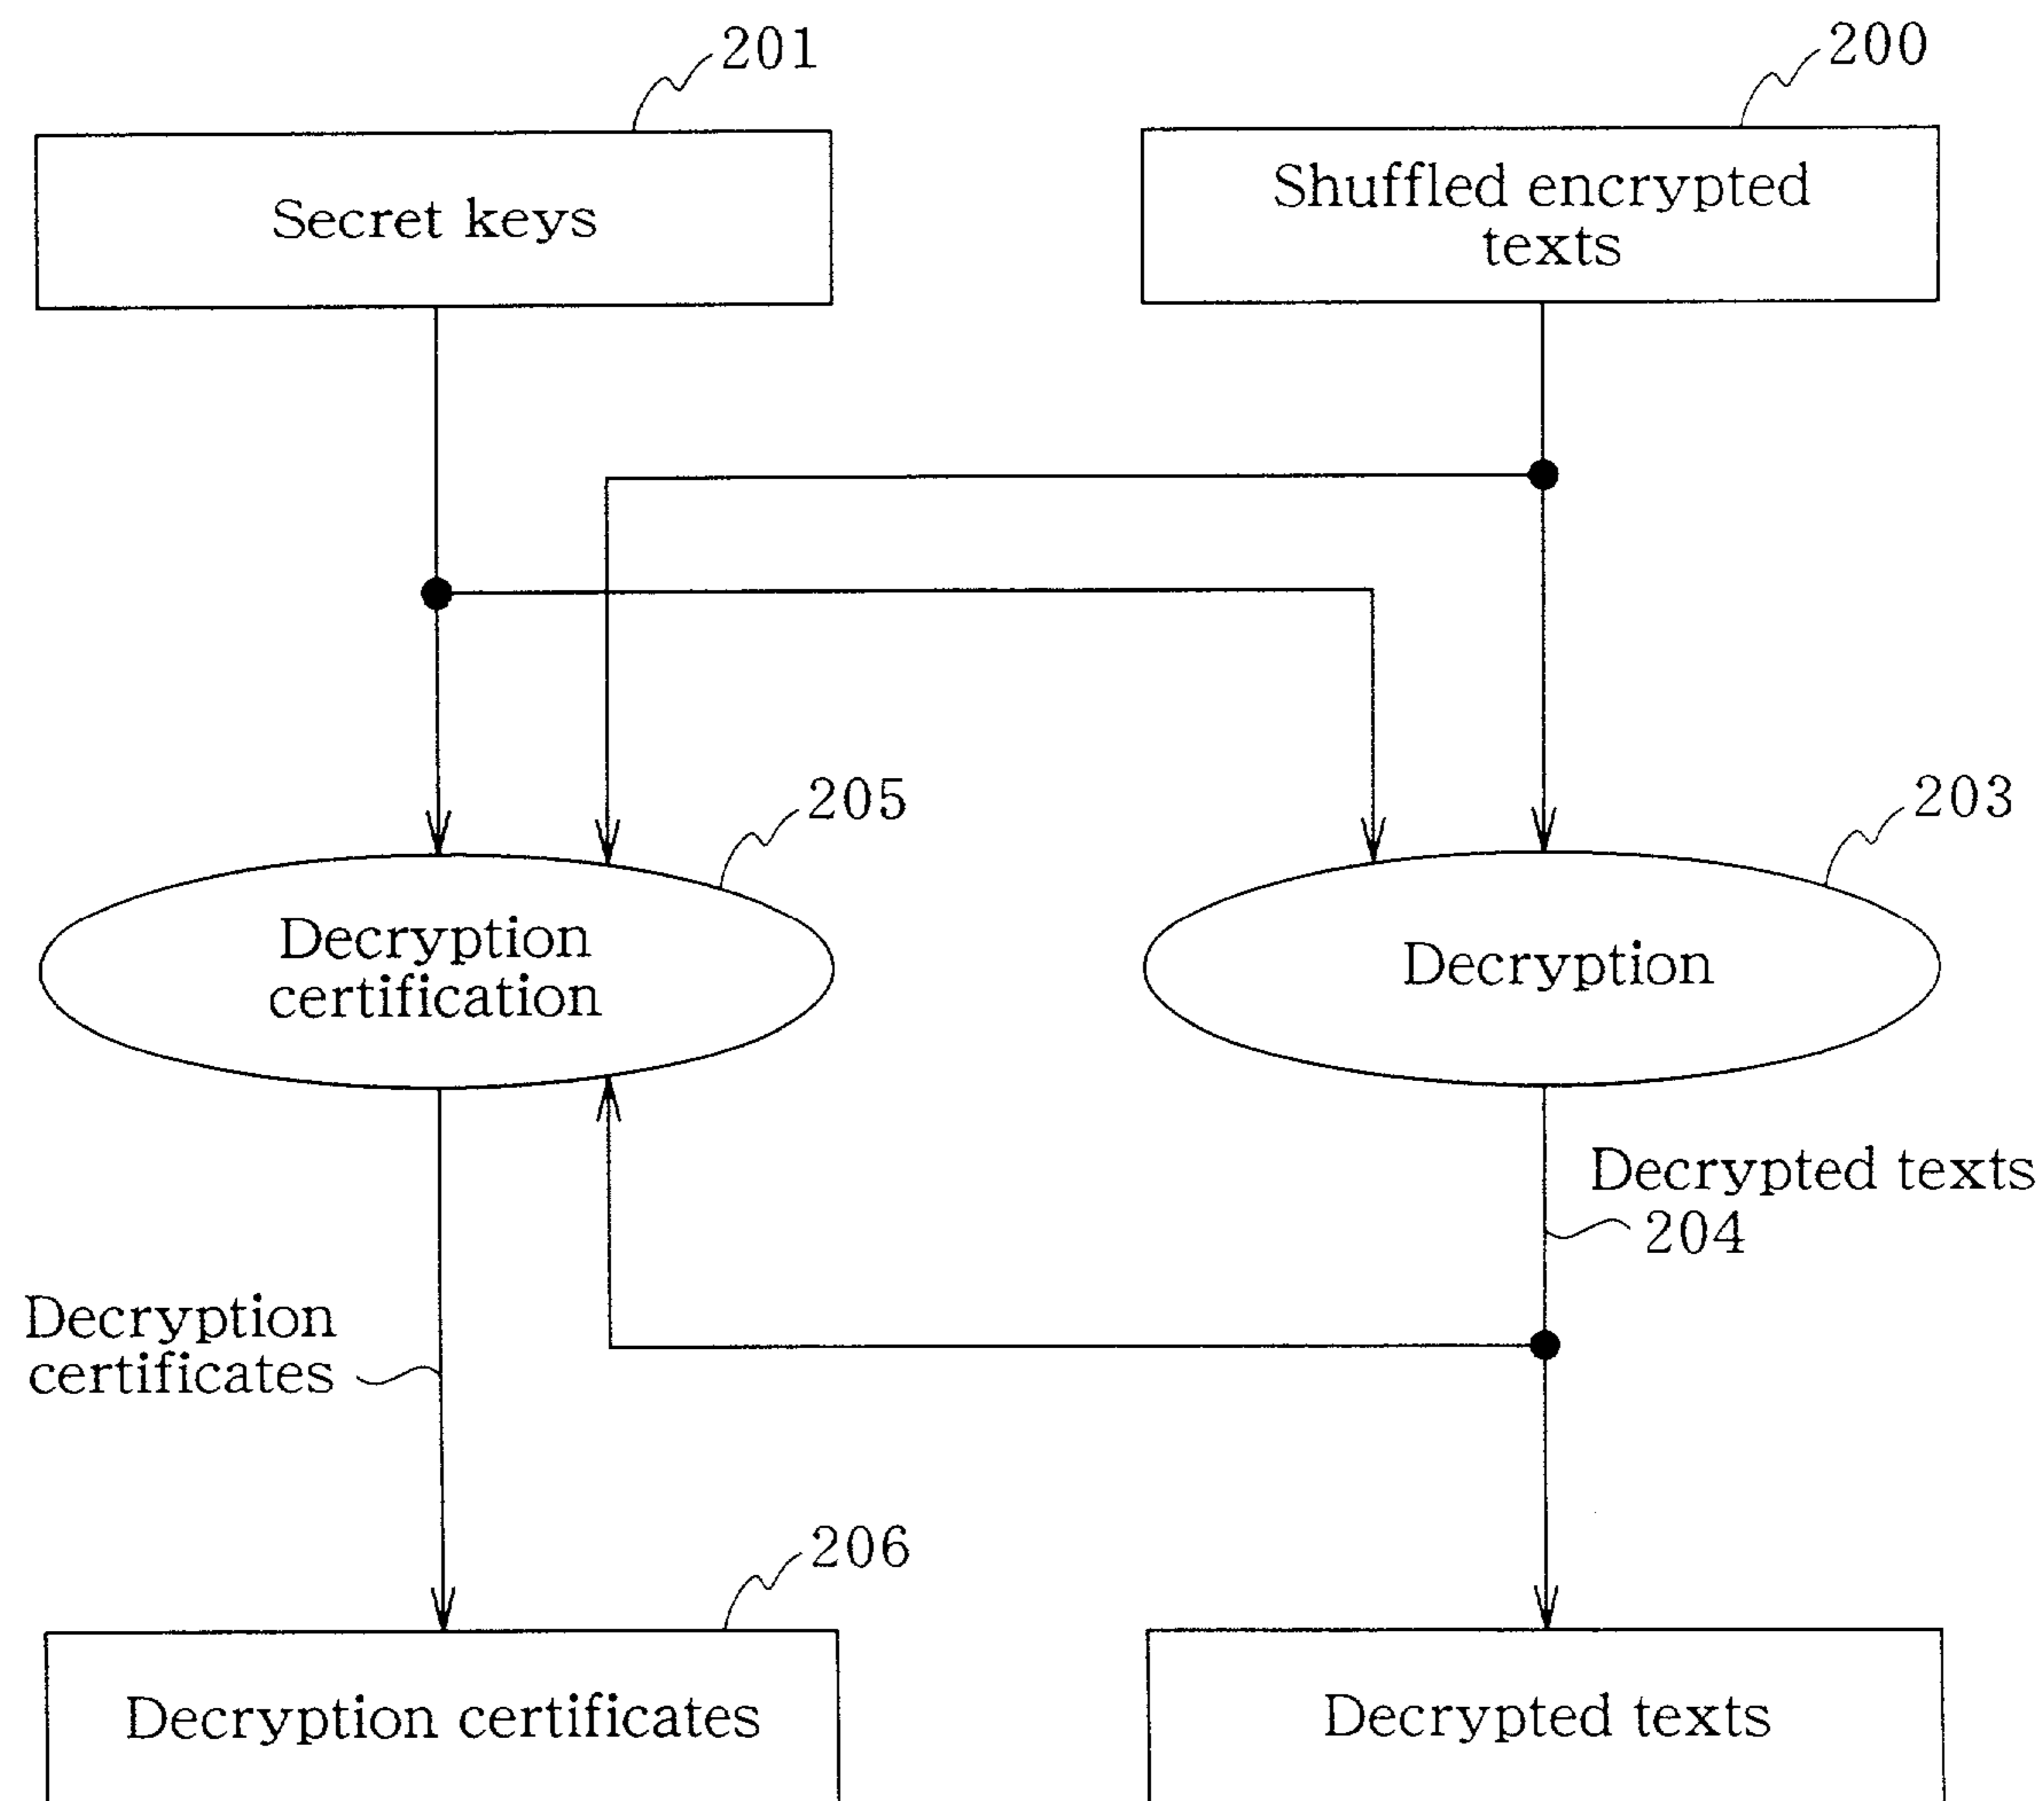 201
200
Secret keys
Shuffled encrypted
texts
205
203
Decryption
certification
Decryption
Decrypted texts
204
Decryption
certificates
206
Decryption certificates
Decrypted texts